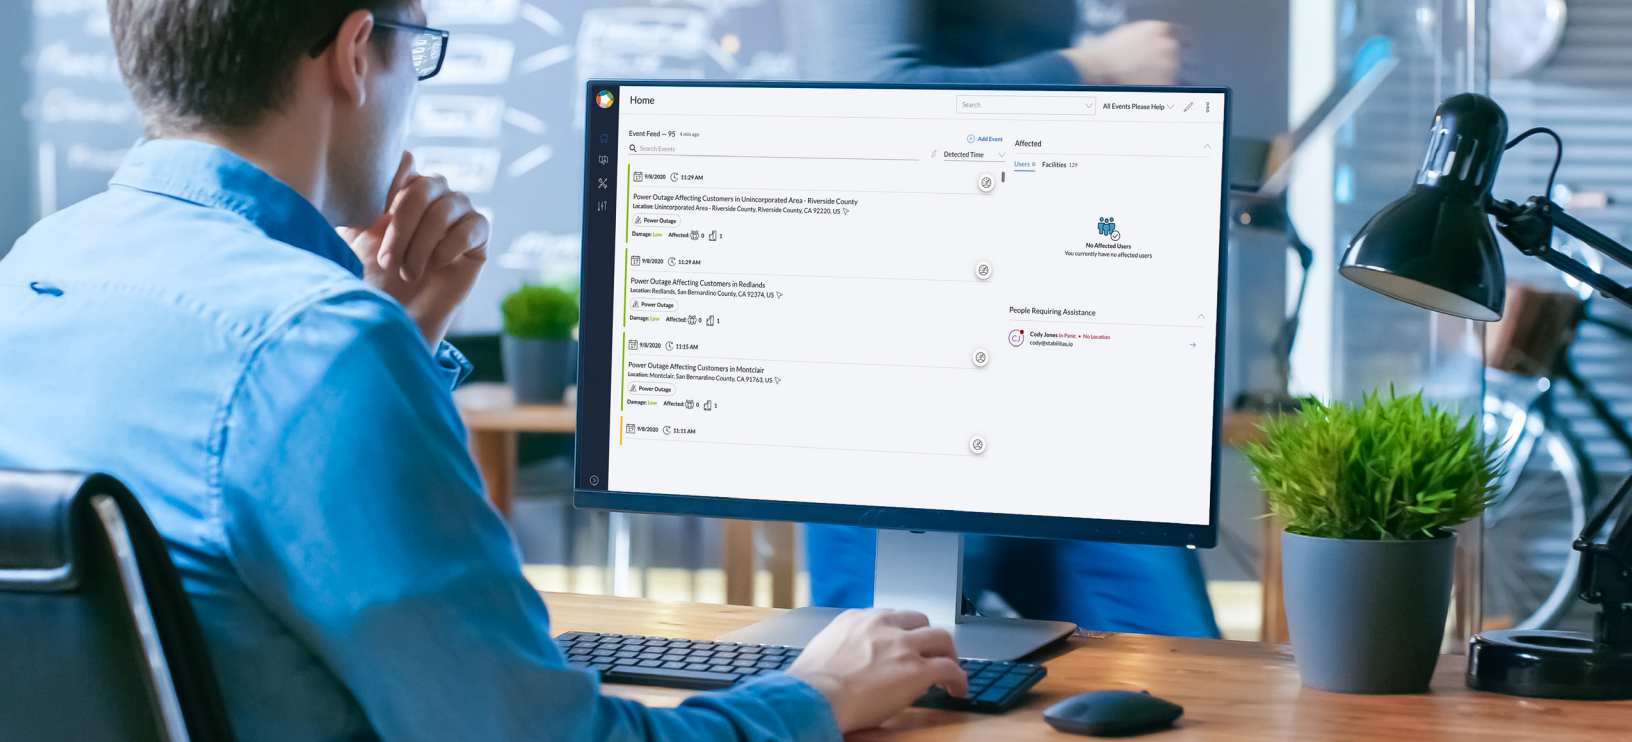 Home
Search
All Events Please Help
Event Feed – 95 4 min ago
Add Event
Search Events
Detected Time
9/8/2020 11:29 AM
Power Outage Affecting Customers in Unincorporated Area - Riverside County
Location: Unincorporated Area - Riverside County, Riverside County, CA 92220, US
Power Outage
Damage: Low Affected: 0 1
9/8/2020 11:29 AM
Power Outage Affecting Customers in Redlands
Location: Redlands, San Bernardino County, CA 92374, US
Power Outage
Damage: Low Affected: 0 1
9/8/2020 11:15 AM
Power Outage Affecting Customers in Montclair
Location: Montclair, San Bernardino County, CA 91763, US
Power Outage
Damage: Low Affected: 0 1
9/8/2020 11:11 AM
Affected
Users 0 Facilities 129
No Affected Users
You currently have no affected users
People Requiring Assistance
CJ
Cody Jones In Panic • No Location
cody@stabilitas.io